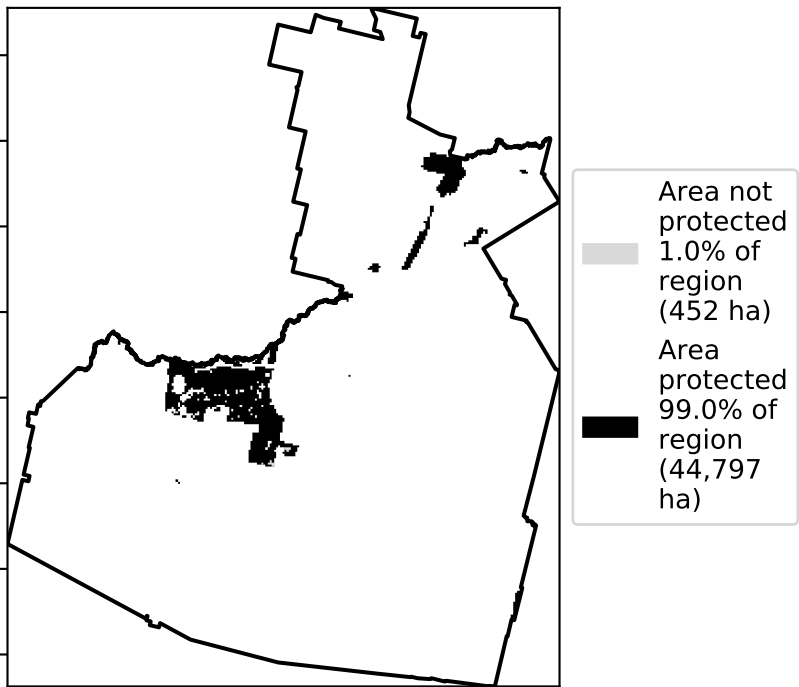 Area not
protected
1.0% of
region
(452 ha)
Area
protected
99.0% of
region
(44,797
ha)